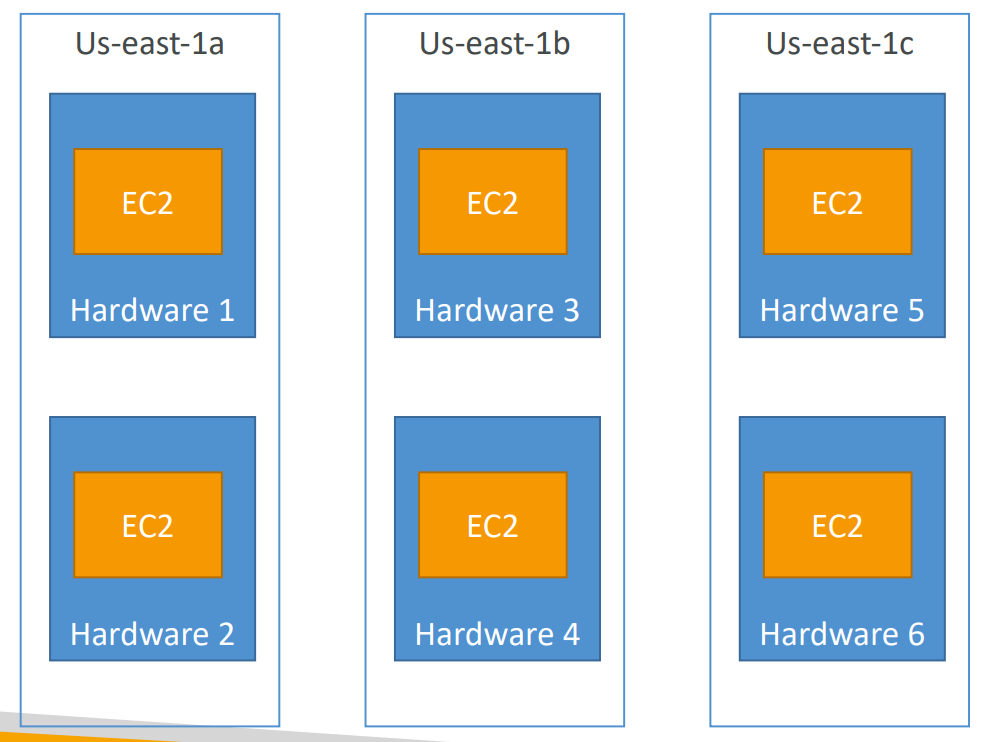 Us-east-1a
Us-east-1b
Us-east-1c
EC2
EC2
EC2
Hardware 1
Hardware 3
Hardware 5
EC2
EC2
EC2
Hardware 2
Hardware 4
Hardware 6